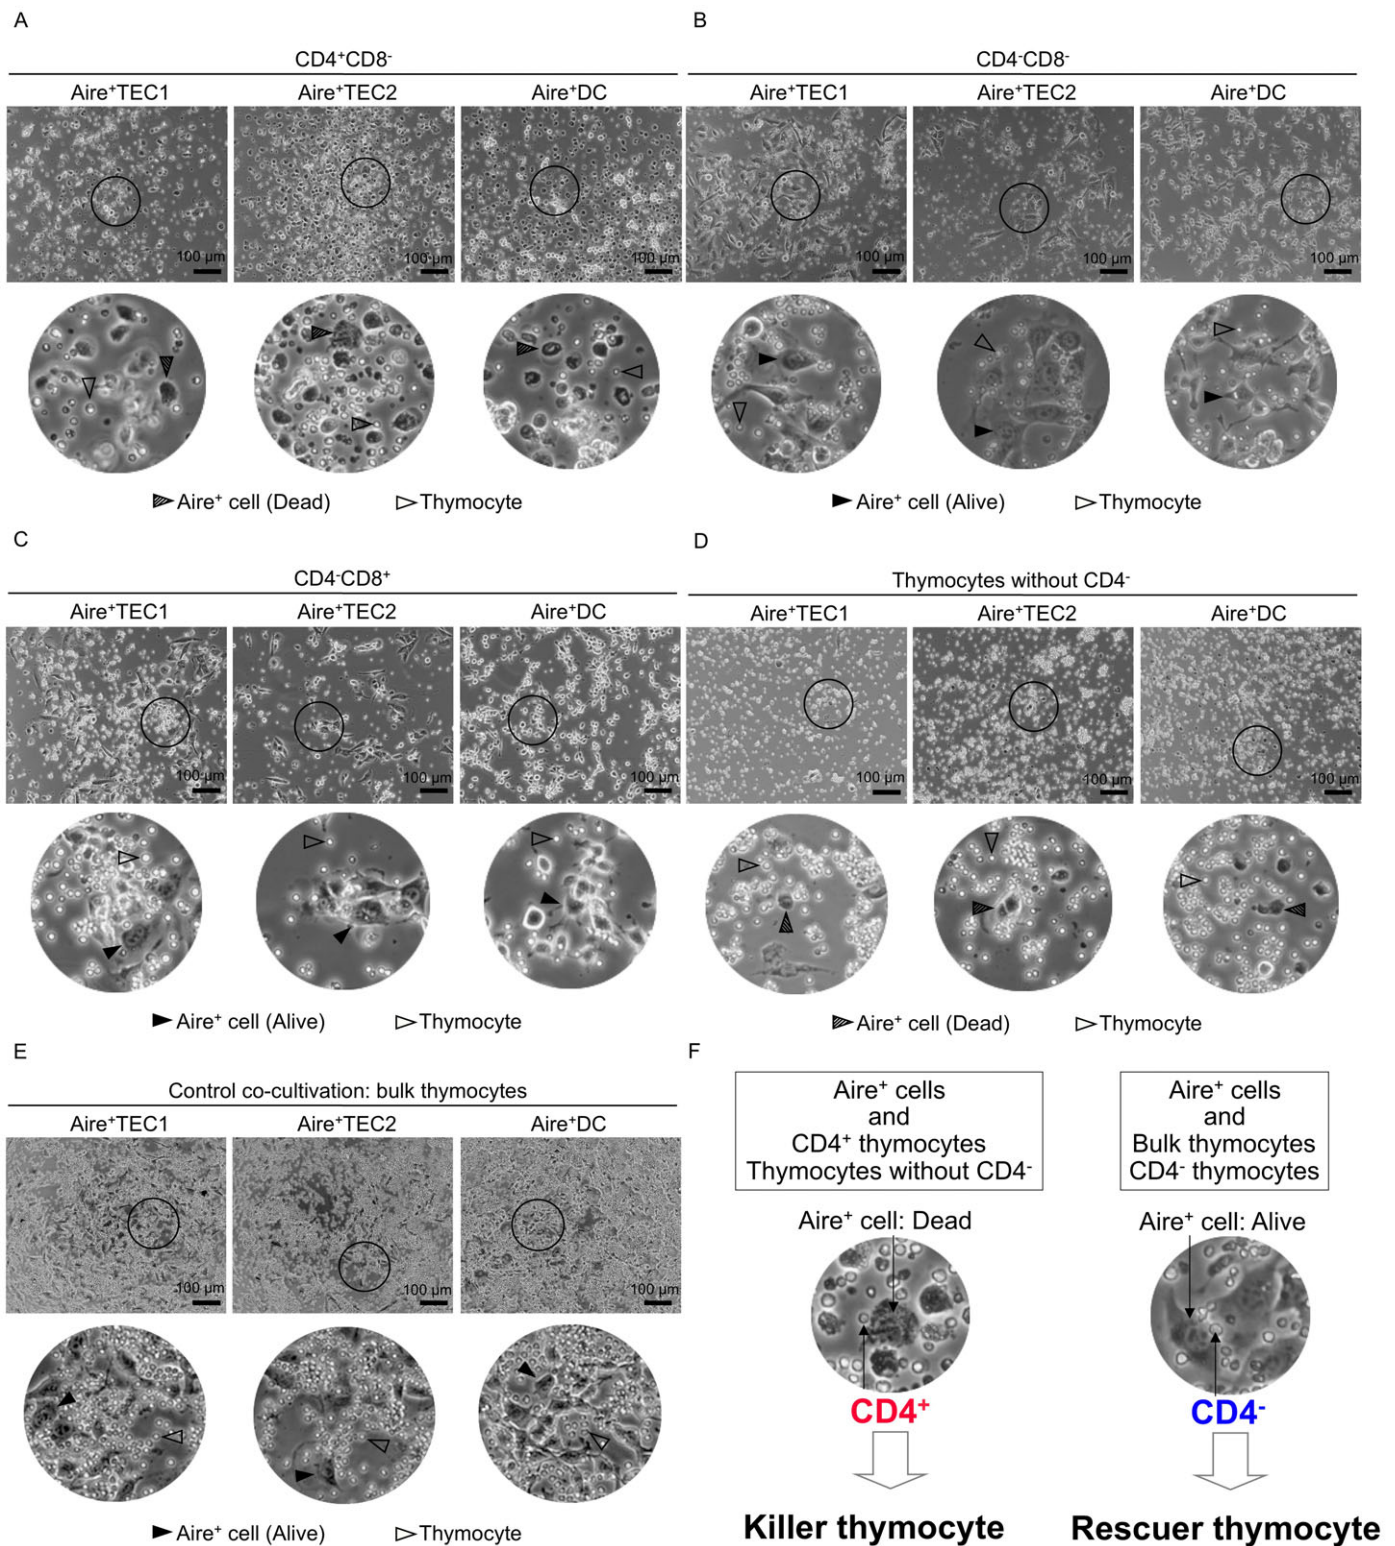 A
CD4⁺CD8⁻
Aire⁺TEC1 Aire⁺TEC2 Aire⁺DC
100 µm 100 µm 100 µm
Aire⁺ cell (Dead) Thymocyte
B
CD4⁻CD8⁻
Aire⁺TEC1 Aire⁺TEC2 Aire⁺DC
100 µm 100 µm 100 µm
Aire⁺ cell (Alive) Thymocyte
C
CD4⁻CD8⁺
Aire⁺TEC1 Aire⁺TEC2 Aire⁺DC
100 µm 100 µm 100 µm
Aire⁺ cell (Alive) Thymocyte
D
Thymocytes without CD4⁻
Aire⁺TEC1 Aire⁺TEC2 Aire⁺DC
100 µm 100 µm 100 µm
Aire⁺ cell (Dead) Thymocyte
E
Control co-cultivation: bulk thymocytes
Aire⁺TEC1 Aire⁺TEC2 Aire⁺DC
100 µm 100 µm 100 µm
Aire⁺ cell (Alive) Thymocyte
F
Aire⁺ cells
and
CD4⁺ thymocytes
Thymocytes without CD4⁻
Aire⁺ cell: Dead
CD4⁺
Killer thymocyte
Aire⁺ cells
and
Bulk thymocytes
CD4⁻ thymocytes
Aire⁺ cell: Alive
CD4⁻
Rescuer thymocyte